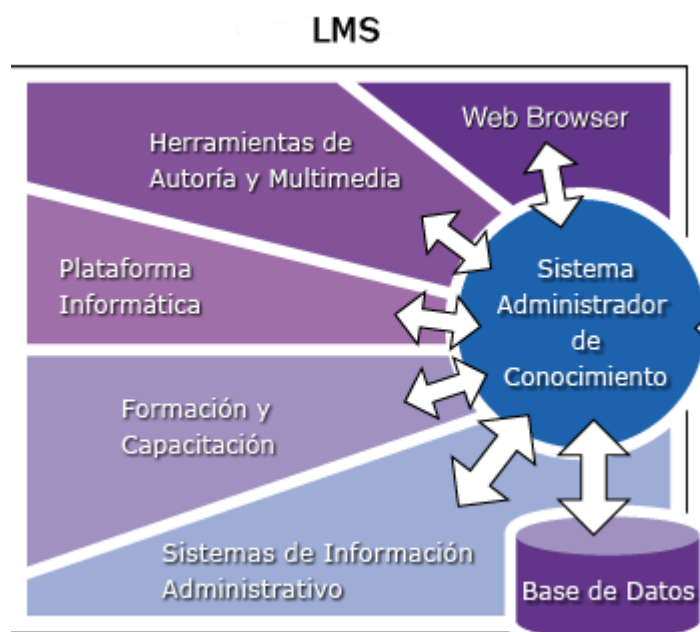 LMS
Web Browser
Herramientas de
Autoría y Multimedia
Plataforma
Informática
Sistema
Administrador
de
Conocimiento
Formación y
Capacitación
Sistemas de Información
Administrativo
Base de Datos